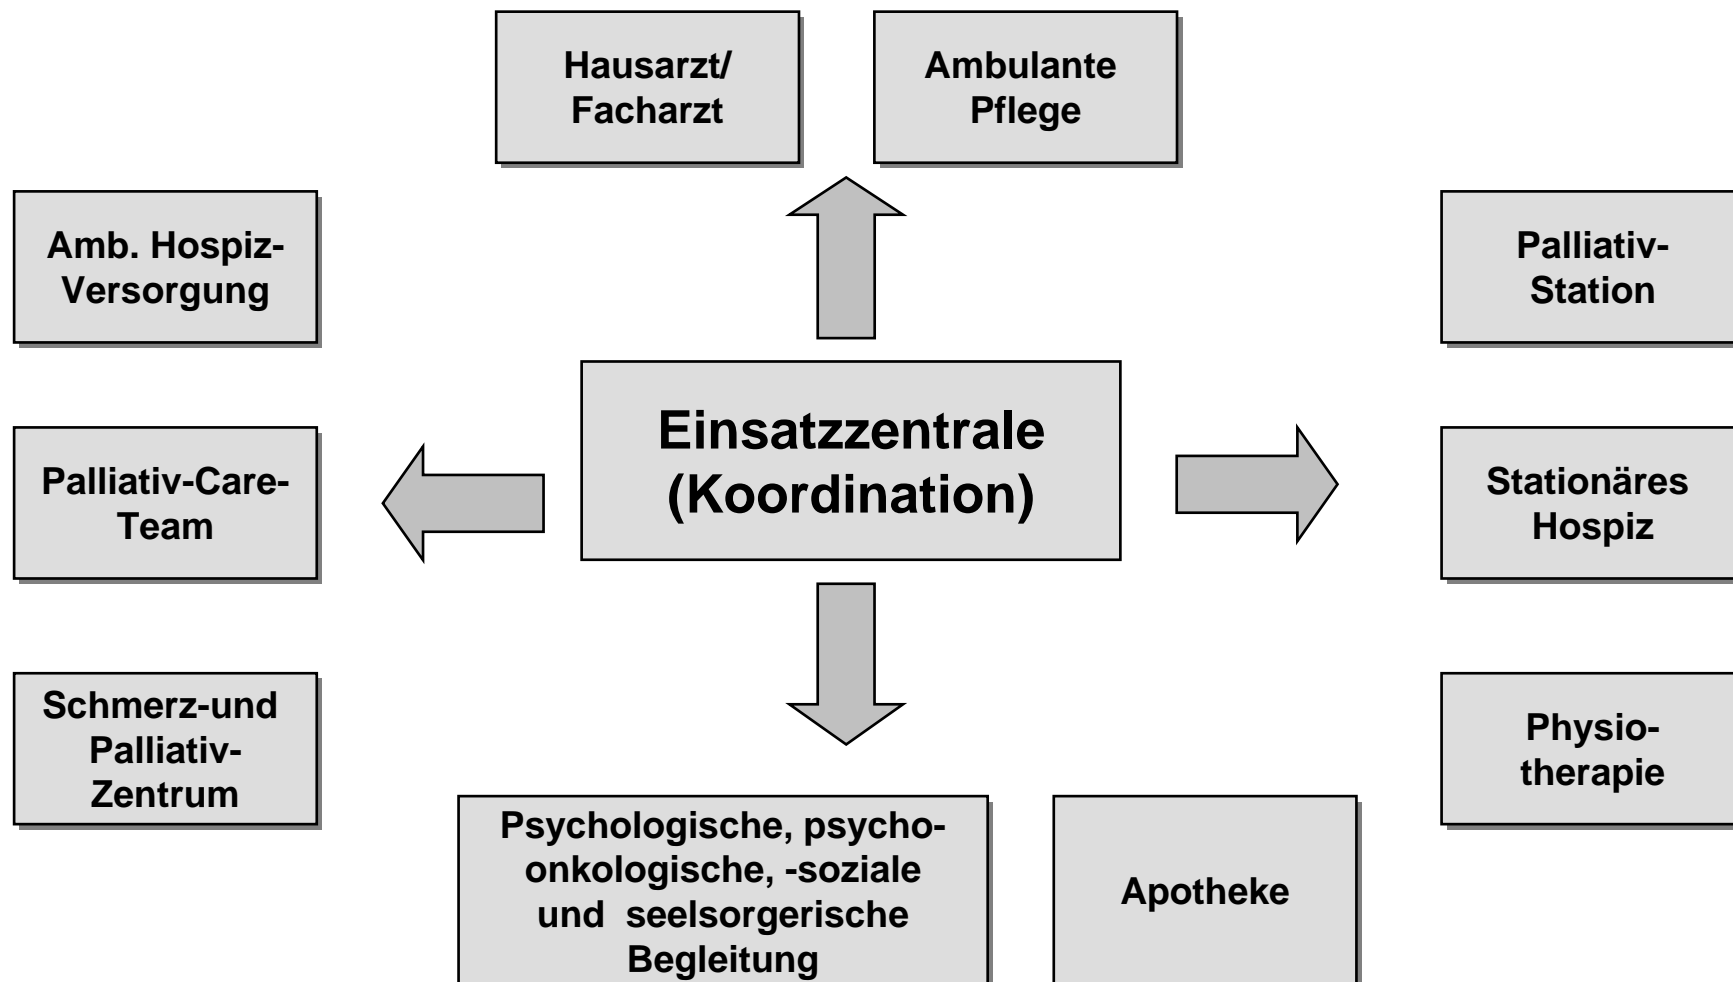 Hausarzt/
Facharzt
Ambulante
Pflege
Amb. Hospiz-
Versorgung
Palliativ-
Station
Einsatzzentrale
(Koordination)
Palliativ-Care-
Team
Stationäres
Hospiz
Schmerz-und
Palliativ-
Zentrum
Physio-
therapie
Psychologische, psycho-
onkologische, -soziale
und  seelsorgerische
Begleitung
Apotheke